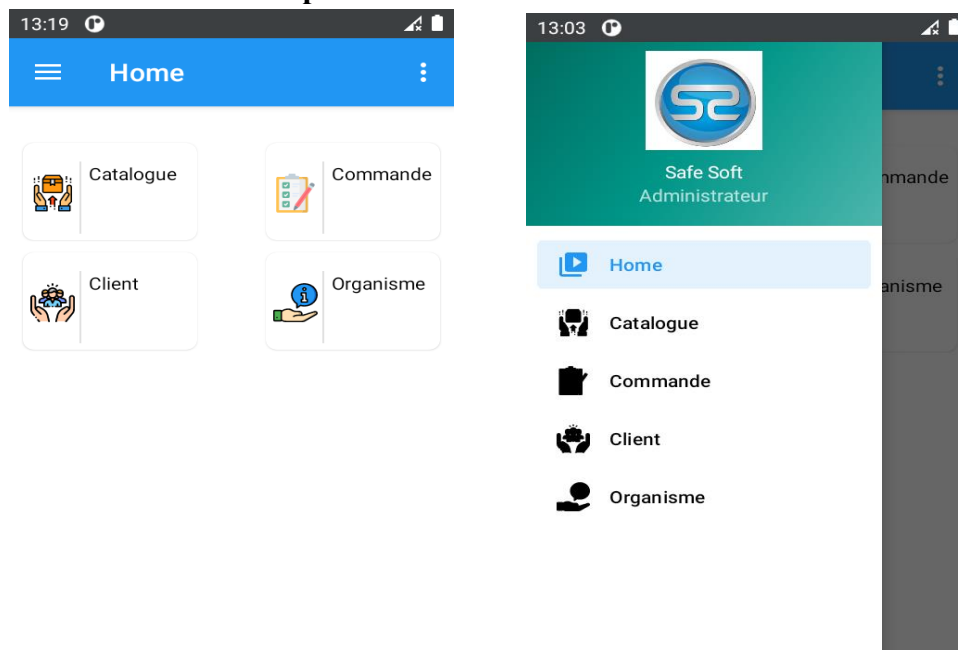 13:19
Home
Catalogue
Commande
Client
Organisme
13:03
Safe Soft
Administrateur
Home
Catalogue
Commande
Client
Organisme
mmande
anisme